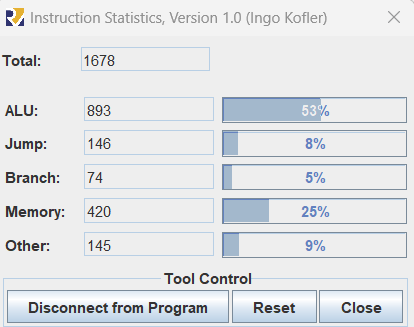 Instruction Statistics, Version 1.0 (Ingo Kofler)
Total: 1678
ALU: 893 53%
Jump: 146 8%
Branch: 74 5%
Memory: 420 25%
Other: 145 9%
Tool Control
Disconnect from Program Reset Close